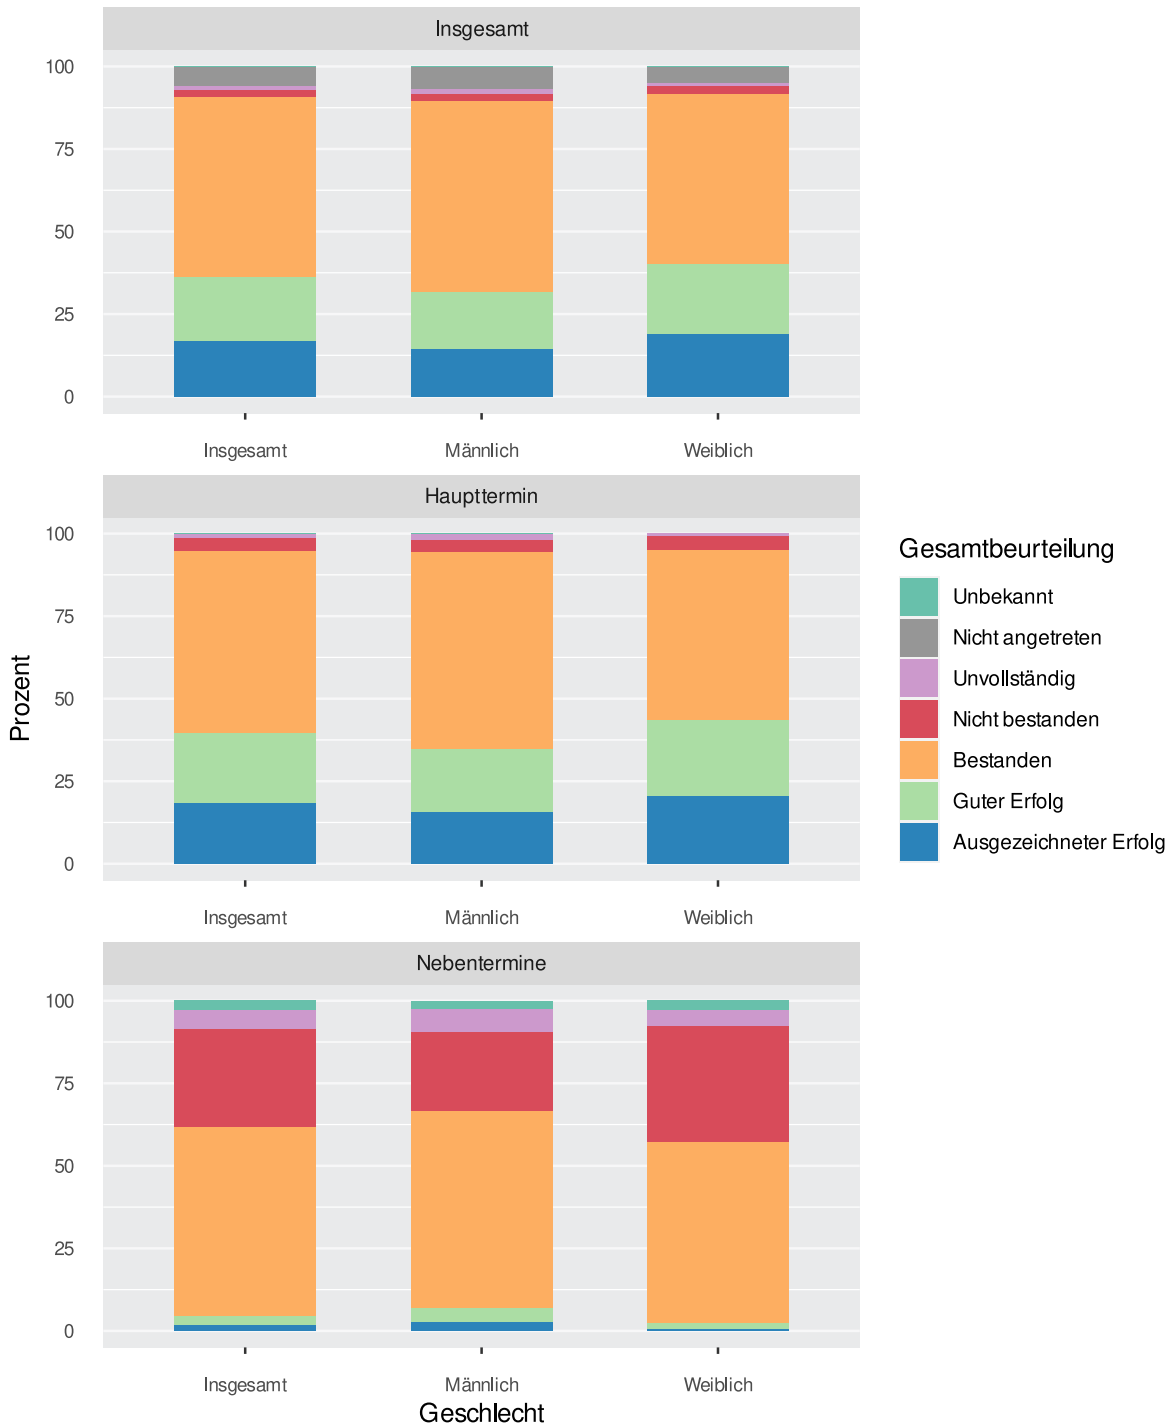 Insgesamt
100
75
50
25
0
Insgesamt Männlich Weiblich
Haupttermin
100
75
50
25
0
Insgesamt Männlich Weiblich
Nebentermine
100
75
50
25
0
Insgesamt Männlich Weiblich
Geschlecht
Prozent
Gesamtbeurteilung
Unbekannt
Nicht angetreten
Unvollständig
Nicht bestanden
Bestanden
Guter Erfolg
Ausgezeichneter Erfolg